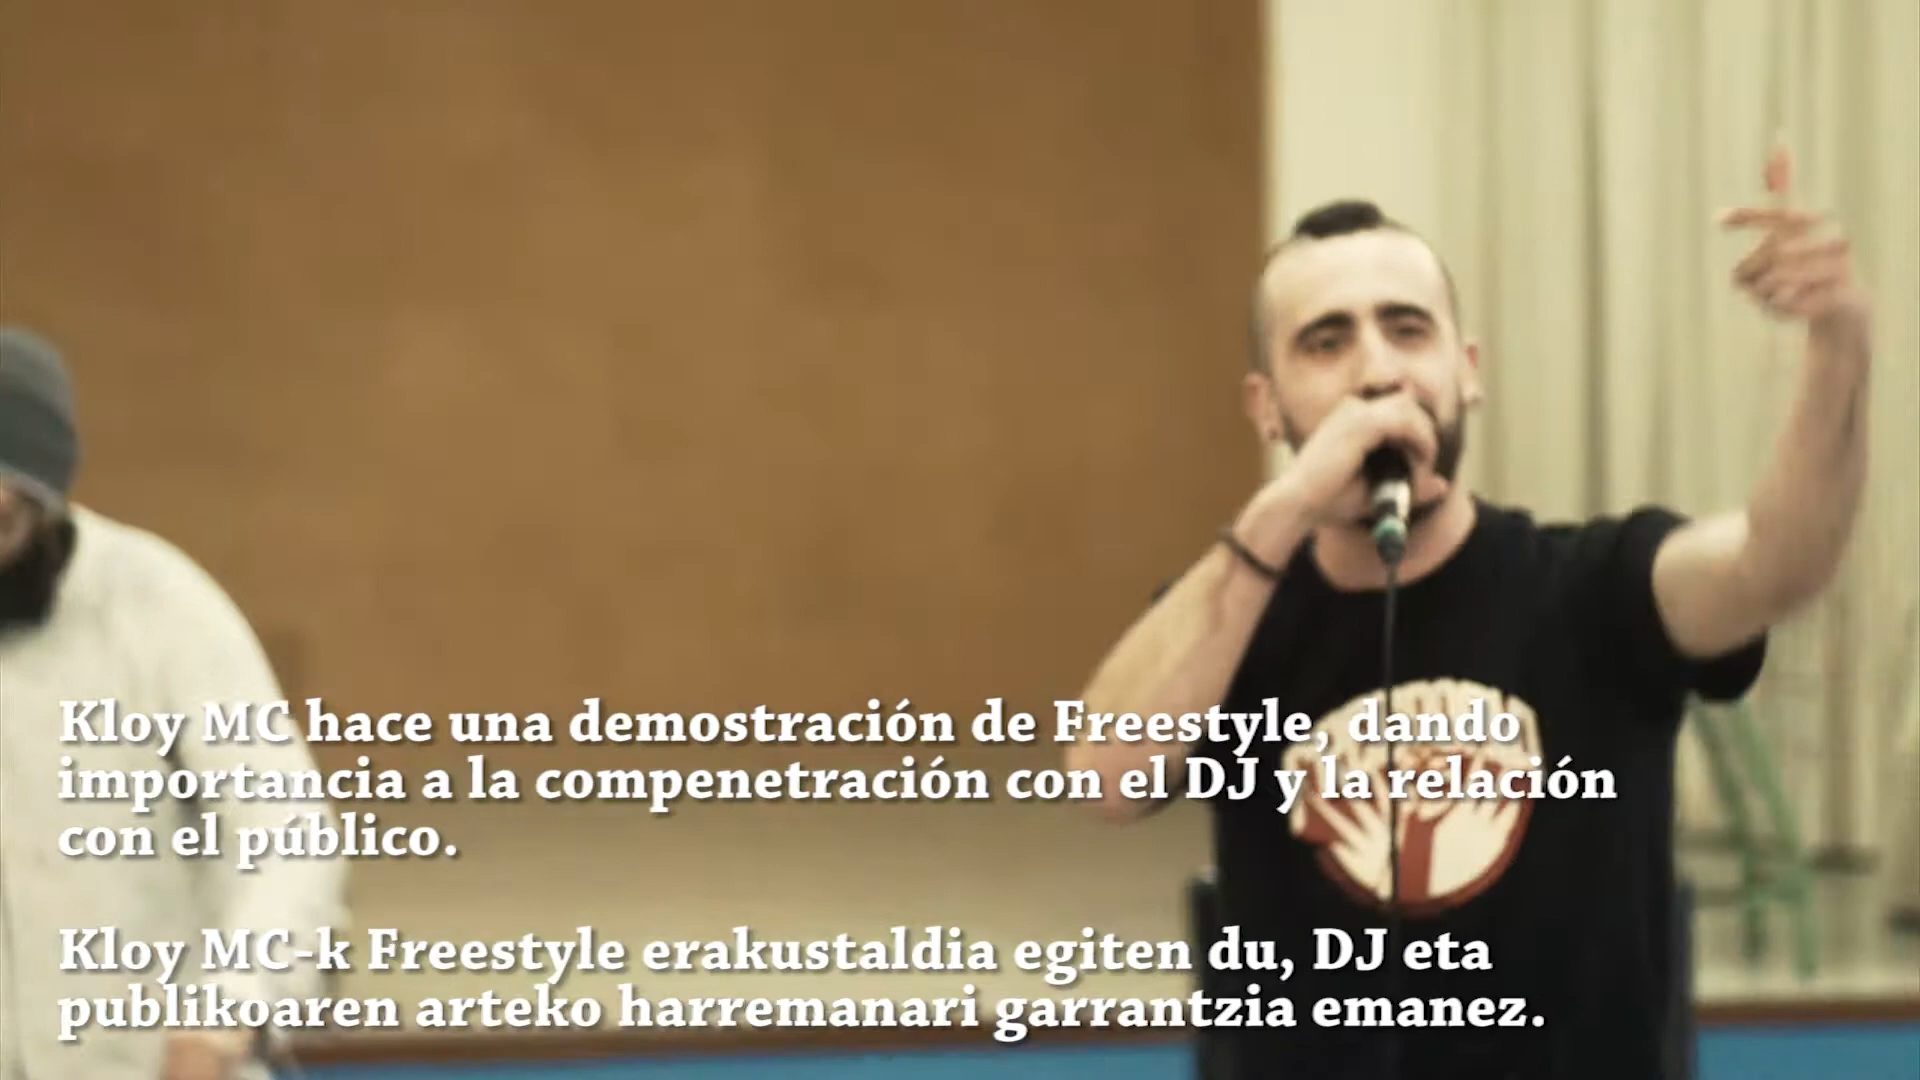 Kloy MC hace una demostración de Freestyle, dando
importancia a la compenetración con el DJ y la relación
con el público.
Kloy MC-k Freestyle erakustaldia egiten du, DJ eta
publikoaren arteko harremanari garrantzia emanez.